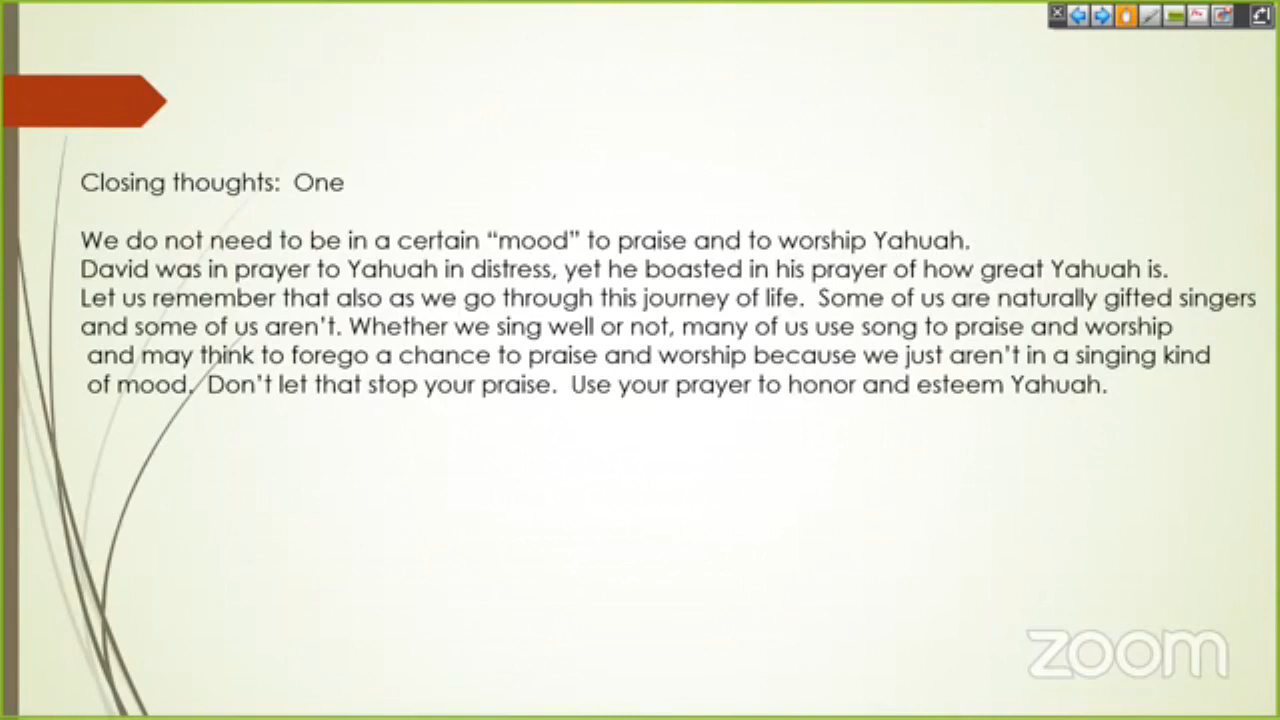 Closing thoughts:  One
We do not need to be in a certain “mood” to praise and to worship Yahuah.
David was in prayer to Yahuah in distress, yet he boasted in his prayer of how great Yahuah is.
Let us remember that also as we go through this journey of life.  Some of us are naturally gifted singers
and some of us aren’t. Whether we sing well or not, many of us use song to praise and worship
and may think to forego a chance to praise and worship because we just aren’t in a singing kind
of mood.  Don’t let that stop your praise.  Use your prayer to honor and esteem Yahuah.
zoom